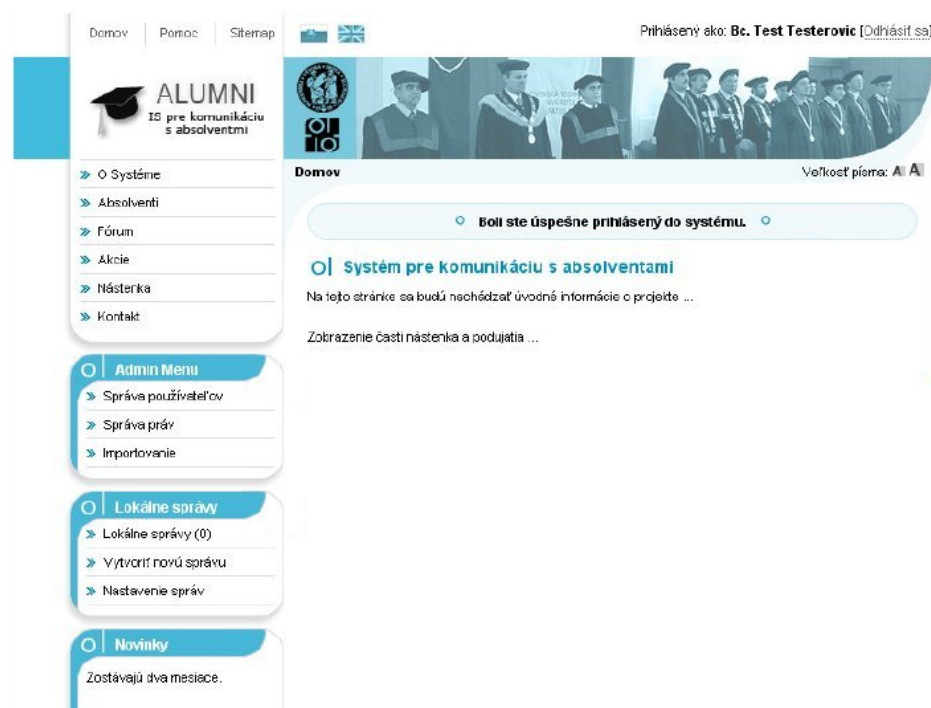 Domov Pomoc Sitemap
Prihlásený ako: Bc. Test Testerovic [Odhlásiť sa]
ALUMNI
IS pre komunikáciu
s absolventmi
» O Systéme
» Absolventi
» Fórum
» Akcie
» Nástenka
» Kontakt
Domov
Veľkosť písma: A A
Boli ste úspešne prihlásený do systému.
Systém pre komunikáciu s absolventami
Na tejto stránke sa budú nachádzať úvodné informácie o projekte ...
Zobrazenie časti nástenka a podujatia ...
Admin Menu
» Správa používateľov
» Správa práv
» Importovanie
Lokálne správy
» Lokálne správy (0)
» Vytvoriť novú správu
» Nastavenie správ
Novinky
Zostávajú dva mesiace.